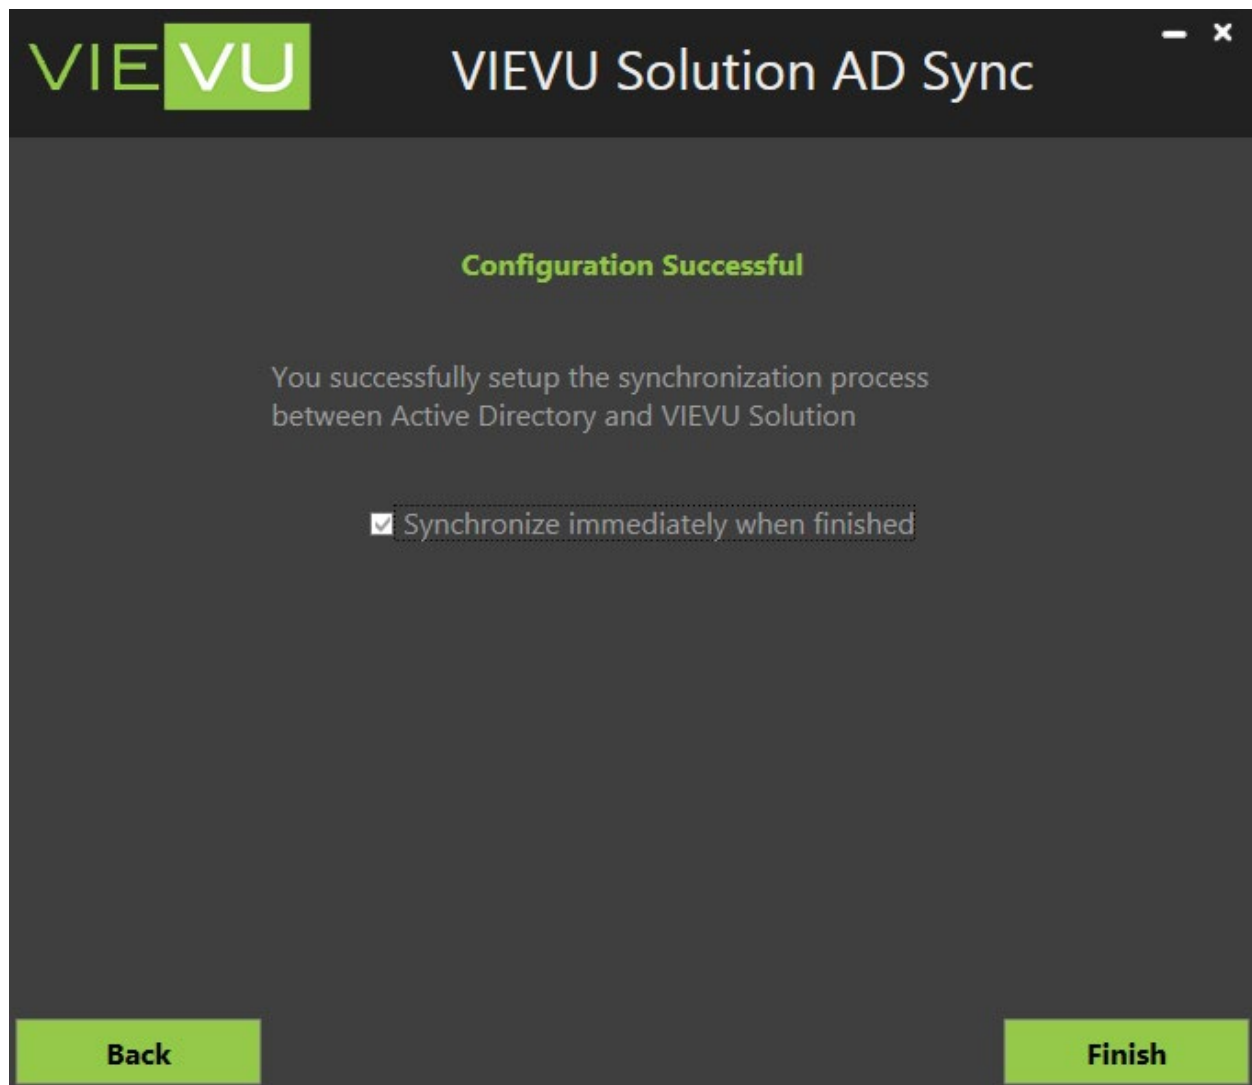 VIEVU
VIEVU Solution AD Sync
Configuration Successful
You successfully setup the synchronization process
between Active Directory and VIEVU Solution
Synchronize immediately when finished
Back
Finish